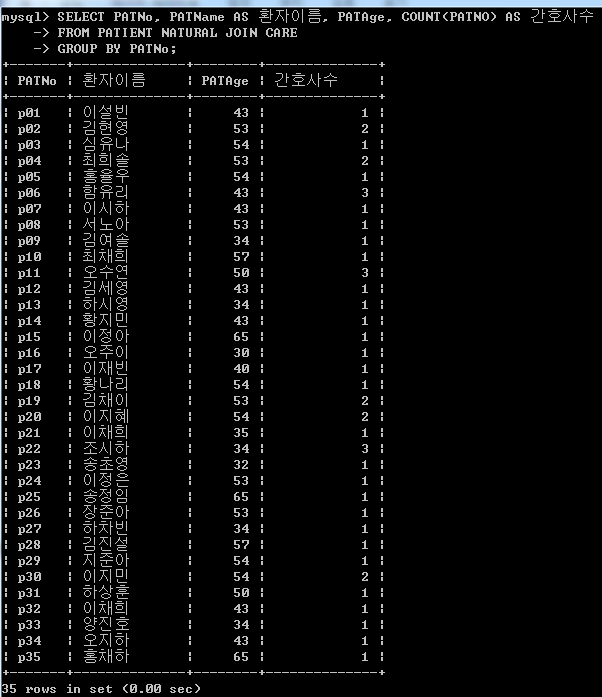 mysql> SELECT PATNo, PATName AS 환자이름, PATAge, COUNT(PATNO) AS 간호사수
-> FROM PATIENT NATURAL JOIN CARE
-> GROUP BY PATNo;
+-------+----------------+--------+----------------+
| PATNo | 환자이름 | PATAge | 간호사수 |
+-------+----------------+--------+----------------+
| p01 | 이설빈 | 43 | 1 |
| p02 | 김현영 | 53 | 2 |
| p03 | 심유나 | 54 | 1 |
| p04 | 최희솔 | 53 | 2 |
| p05 | 홍율우 | 54 | 1 |
| p06 | 함유리 | 43 | 3 |
| p07 | 이시하 | 43 | 1 |
| p08 | 서노아 | 53 | 1 |
| p09 | 김여솔 | 34 | 1 |
| p10 | 최채희 | 57 | 1 |
| p11 | 오수연 | 50 | 3 |
| p12 | 김세영 | 43 | 1 |
| p13 | 하시영 | 34 | 1 |
| p14 | 황지민 | 43 | 1 |
| p15 | 이정아 | 65 | 1 |
| p16 | 오주이 | 30 | 1 |
| p17 | 이재빈 | 40 | 1 |
| p18 | 황나리 | 54 | 1 |
| p19 | 김채이 | 53 | 2 |
| p20 | 이지혜 | 54 | 2 |
| p21 | 이채희 | 35 | 1 |
| p22 | 조시하 | 34 | 3 |
| p23 | 송초영 | 32 | 1 |
| p24 | 이정은 | 53 | 1 |
| p25 | 송정임 | 65 | 1 |
| p26 | 장준아 | 53 | 1 |
| p27 | 하차빈 | 34 | 1 |
| p28 | 김진설 | 57 | 1 |
| p29 | 지준아 | 54 | 1 |
| p30 | 이지민 | 54 | 2 |
| p31 | 하상훈 | 50 | 1 |
| p32 | 이채희 | 43 | 1 |
| p33 | 양진호 | 34 | 1 |
| p34 | 오지하 | 43 | 1 |
| p35 | 홍채하 | 65 | 1 |
+-------+----------------+--------+----------------+
35 rows in set (0.00 sec)